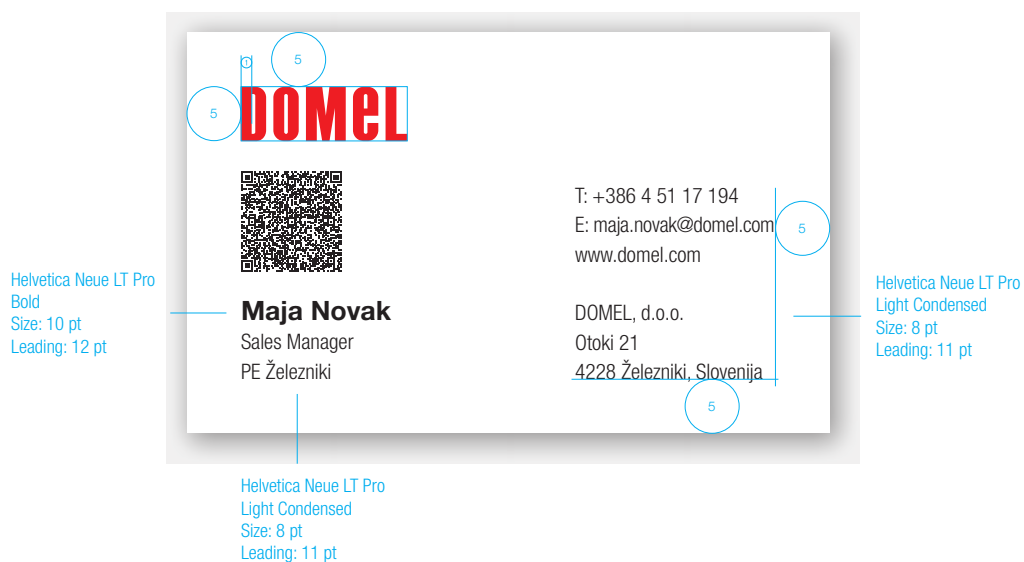 5
1
5
DOMEL
T: +386 4 51 17 194
E: maja.novak@domel.com
5
www.domel.com
Helvetica Neue LT Pro
Bold
Size: 10 pt
Leading: 12 pt
Maja Novak
Sales Manager
PE Železniki
DOMEL, d.o.o.
Otoki 21
4228 Železniki, Slovenija
5
Helvetica Neue LT Pro
Light Condensed
Size: 8 pt
Leading: 11 pt
Helvetica Neue LT Pro
Light Condensed
Size: 8 pt
Leading: 11 pt